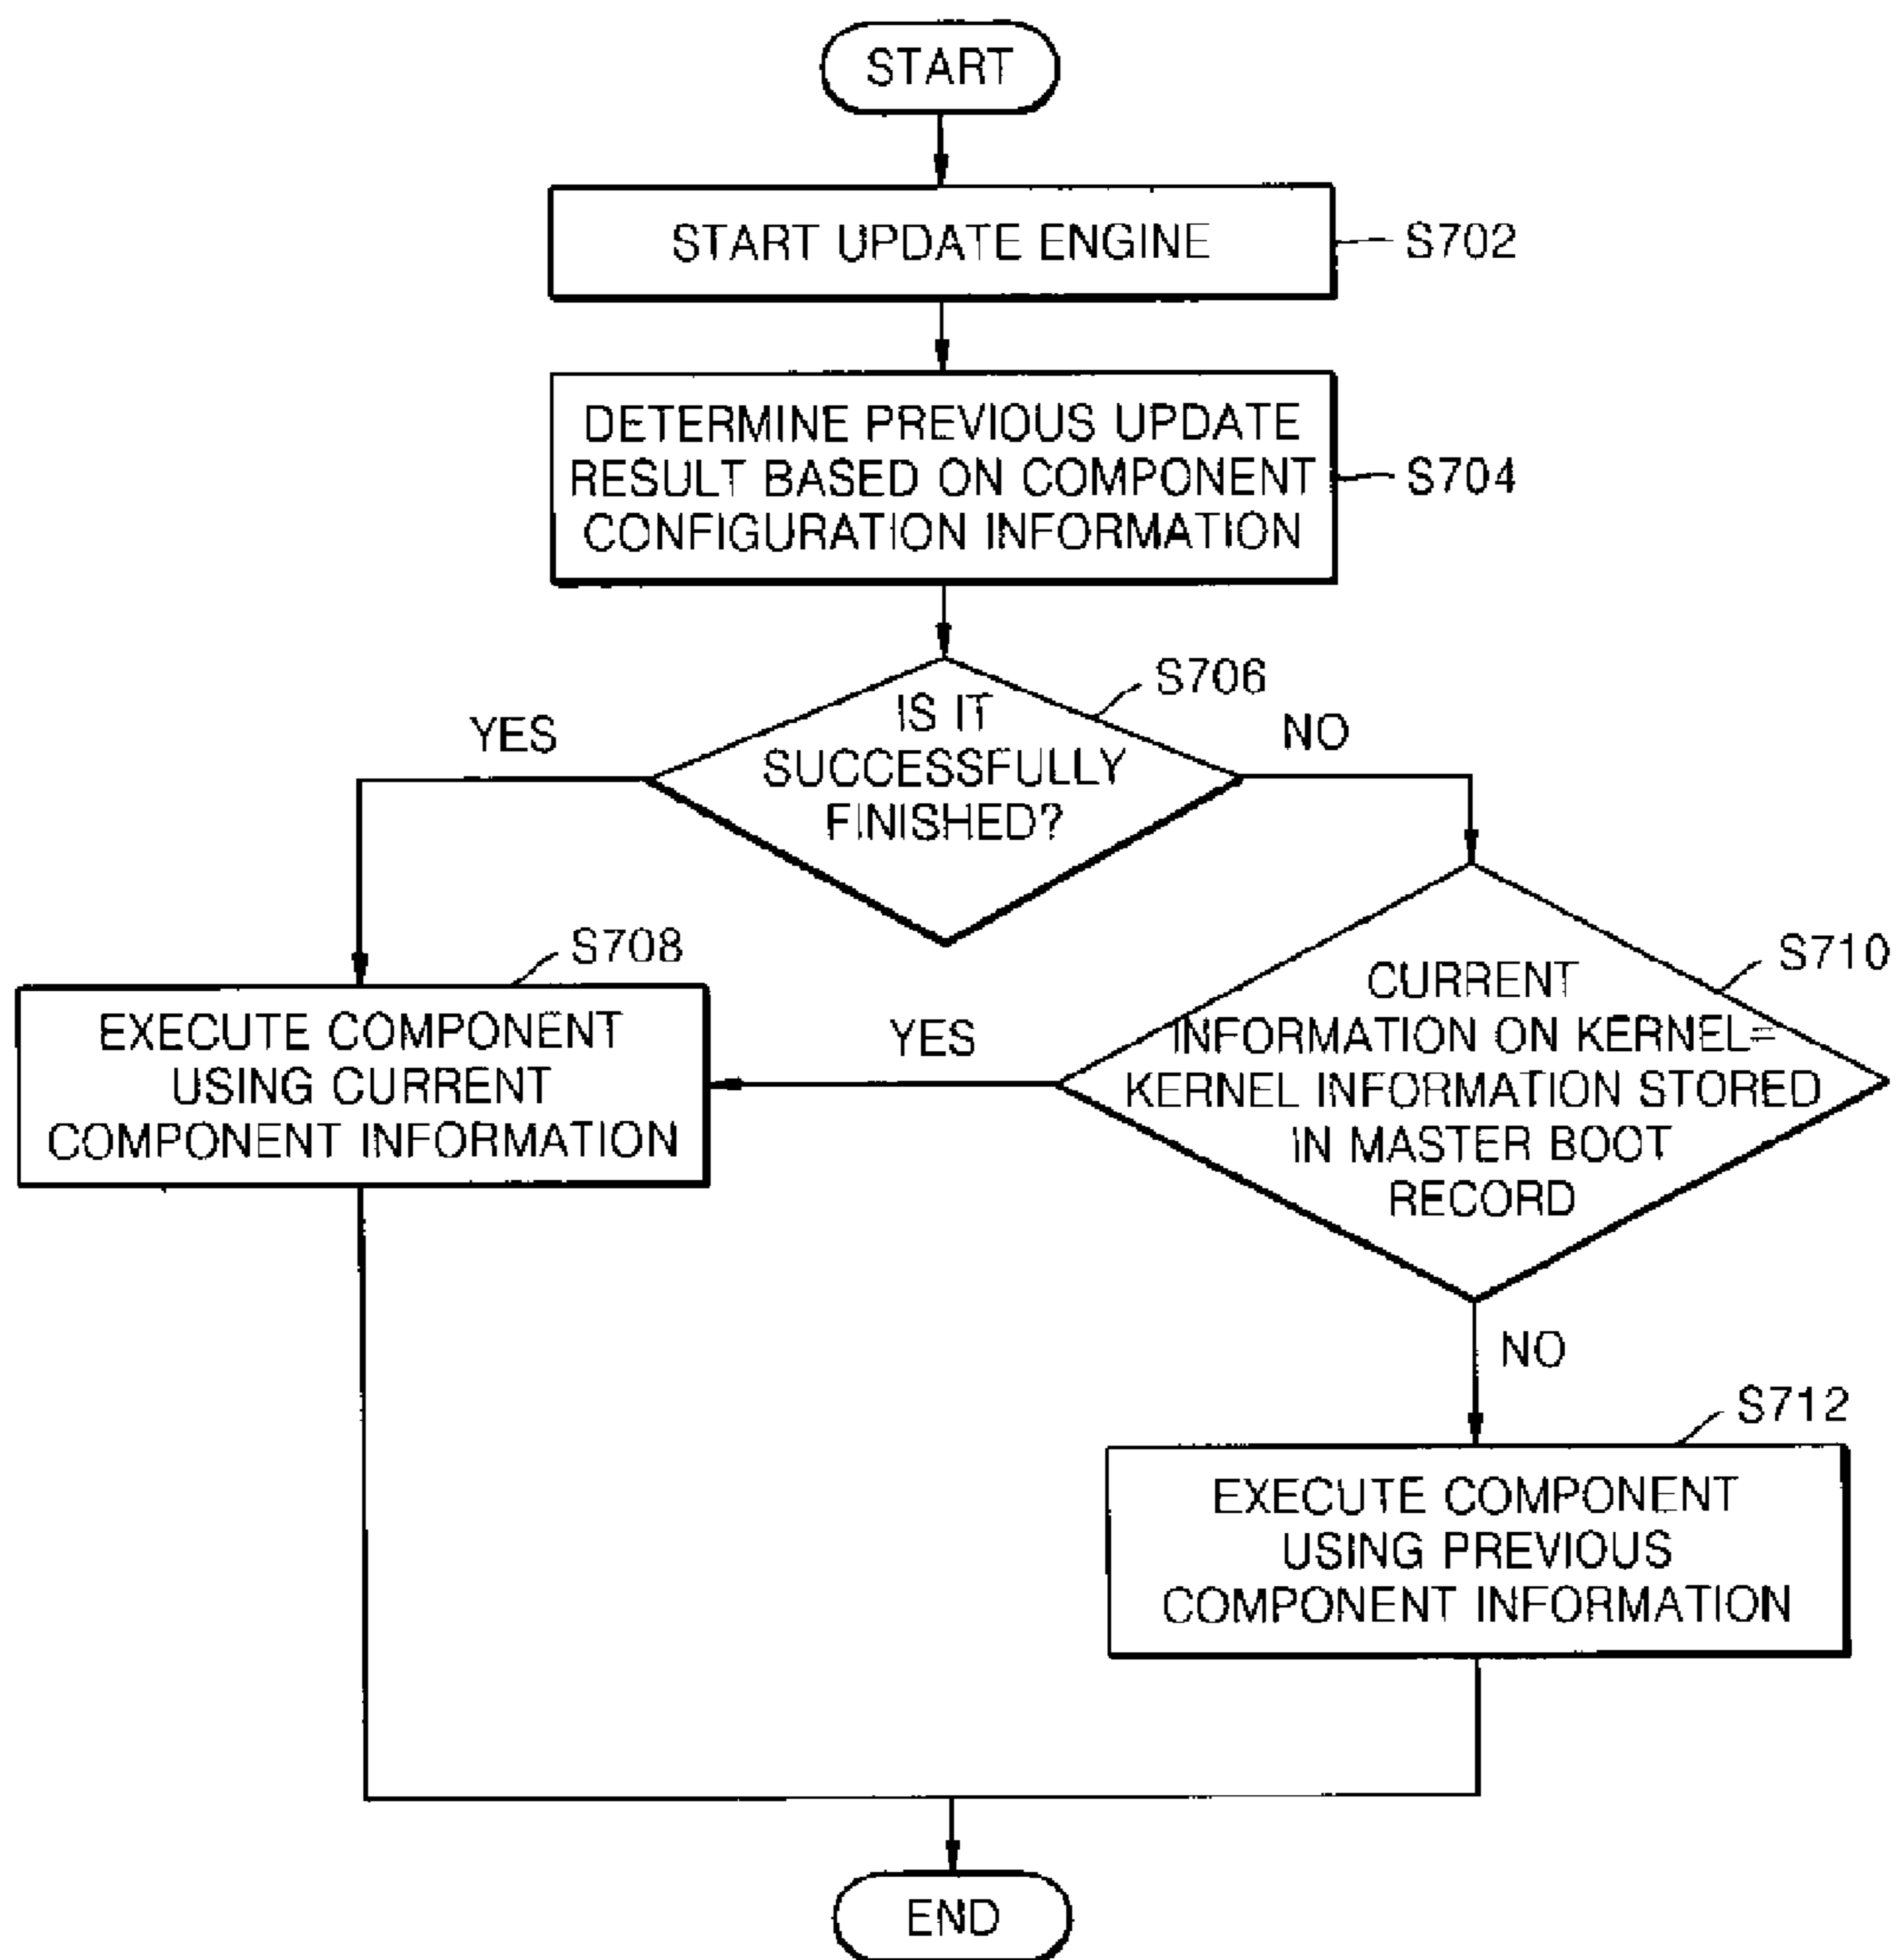 START
START UPDATE ENGINE
S702
DETERMINE PREVIOUS UPDATE
RESULT BASED ON COMPONENT
CONFIGURATION INFORMATION
S704
S706
IS IT
SUCCESSFULLY
FINISHED?
YES
NO
S708
EXECUTE COMPONENT
USING CURRENT
COMPONENT INFORMATION
YES
S710
CURRENT
INFORMATION ON KERNEL=
KERNEL INFORMATION STORED
IN MASTER BOOT
RECORD
NO
S712
EXECUTE COMPONENT
USING PREVIOUS
COMPONENT INFORMATION
END